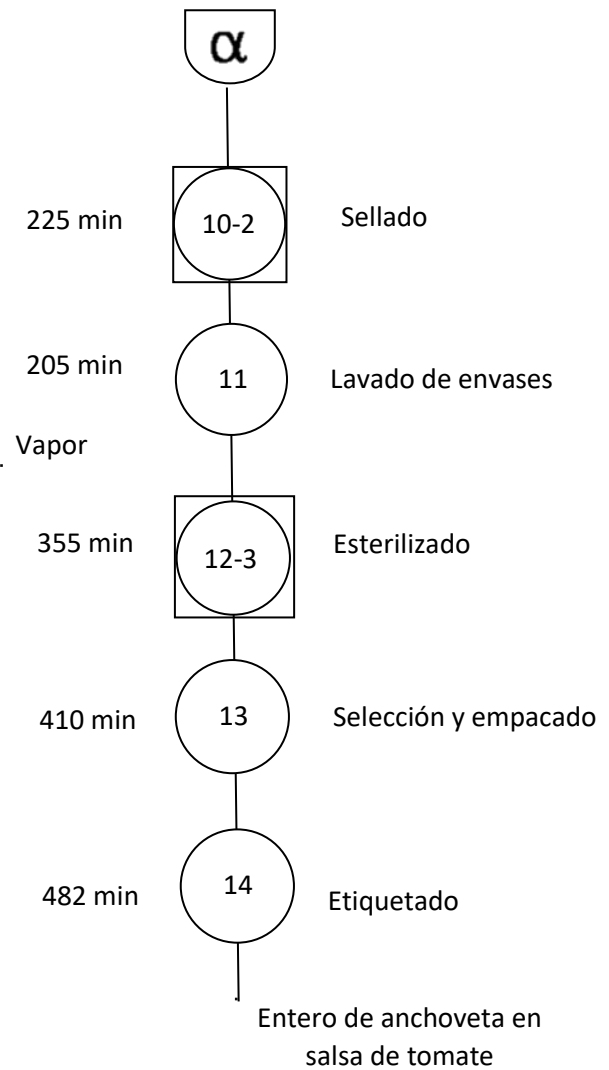 α
225 min
10-2
Sellado
205 min
11
Lavado de envases
Vapor
355 min
12-3
Esterilizado
410 min
13
Selección y empacado
482 min
14
Etiquetado
Entero de anchoveta en
salsa de tomate